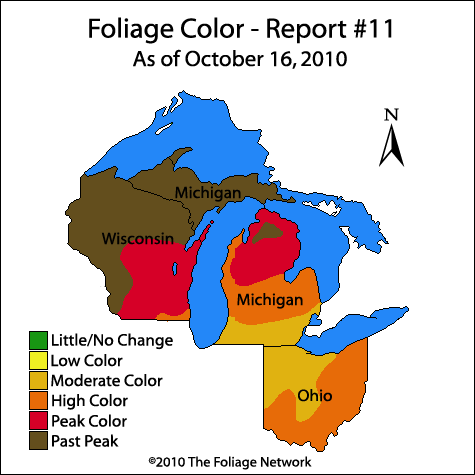 Foliage Color - Report #11
As of October 16, 2010
N
Michigan
Wisconsin
Michigan
Little/No Change
Low Color
Moderate Color
High Color
Peak Color
Past Peak
Ohio
©2010 The Foliage Network